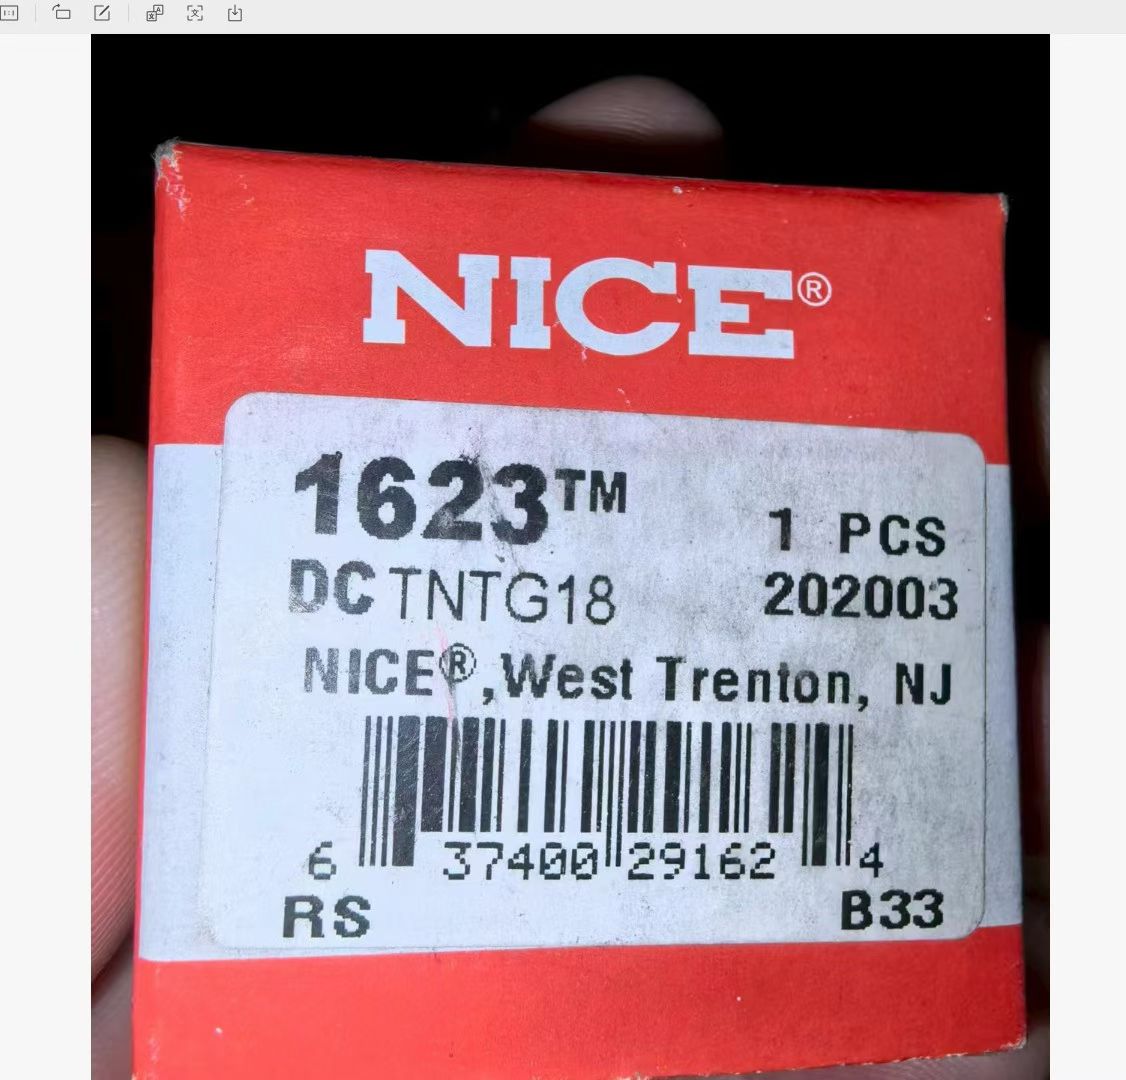 NICE®
1623™
1 PCS
DC TNTG18
202003
NICE®,West Trenton, NJ
6 37400 29162 4
RS
B33